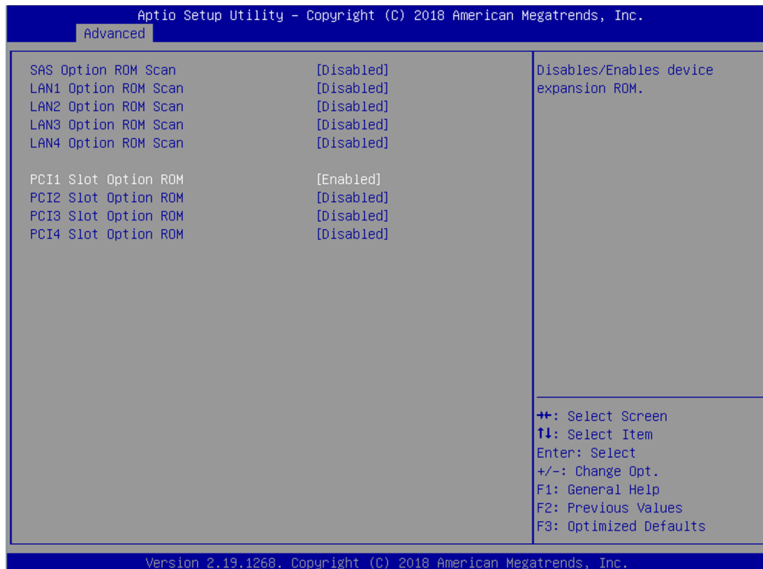 Aptio Setup Utility – Copyright (C) 2018 American Megatrends, Inc.
Advanced
SAS Option ROM Scan [Disabled]
LAN1 Option ROM Scan [Disabled]
LAN2 Option ROM Scan [Disabled]
LAN3 Option ROM Scan [Disabled]
LAN4 Option ROM Scan [Disabled]
PCI1 Slot Option ROM [Enabled]
PCI2 Slot Option ROM [Disabled]
PCI3 Slot Option ROM [Disabled]
PCI4 Slot Option ROM [Disabled]
Disables/Enables device
expansion ROM.
→←: Select Screen
↑↓: Select Item
Enter: Select
+/-: Change Opt.
F1: General Help
F2: Previous Values
F3: Optimized Defaults
Version 2.19.1268. Copyright (C) 2018 American Megatrends, Inc.